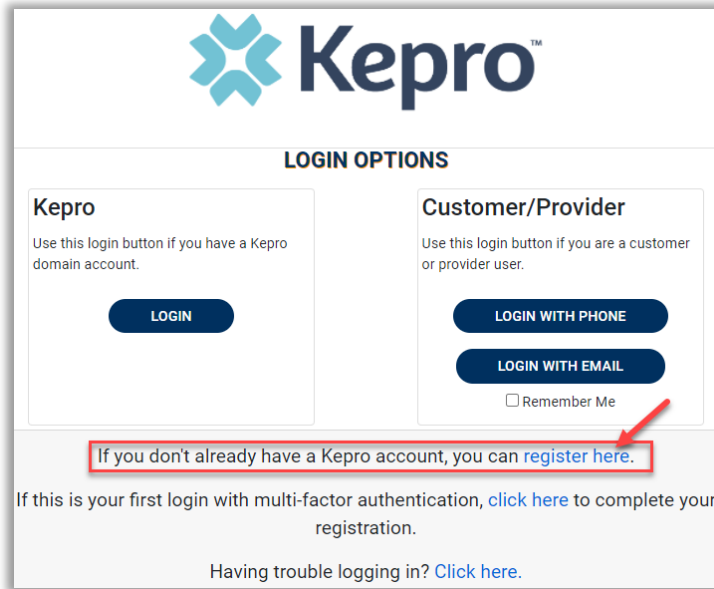 Kepro™
LOGIN OPTIONS
Kepro
Use this login button if you have a Kepro
domain account.
LOGIN
Customer/Provider
Use this login button if you are a customer
or provider user.
LOGIN WITH PHONE
LOGIN WITH EMAIL
Remember Me
If you don't already have a Kepro account, you can register here.
If this is your first login with multi-factor authentication, click here to complete your
registration.
Having trouble logging in? Click here.